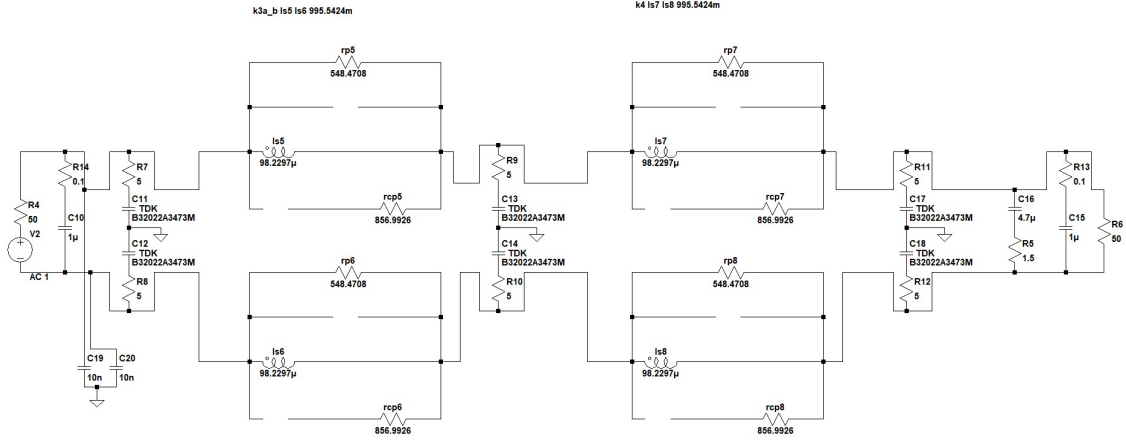 k3a_b ls5 ls6 995.5424m
k4 ls7 ls8 995.5424m
rp5
548.4708
rp7
548.4708
ls5
98.2297µ
ls7
98.2297µ
rcp5
856.9926
rcp7
856.9926
R4
50
V2
AC 1
R14
0.1
C10
1µ
R7
5
C11
TDK
B32022A3473M
C12
TDK
B32022A3473M
R8
5
R9
5
C13
TDK
B32022A3473M
C14
TDK
B32022A3473M
R10
5
R11
5
C17
TDK
B32022A3473M
C18
TDK
B32022A3473M
R12
5
C16
4.7µ
R5
1.5
R13
0.1
C15
1µ
R6
50
rp6
548.4708
rp8
548.4708
ls6
98.2297µ
ls8
98.2297µ
rcp6
856.9926
rcp8
856.9926
C19
10n
C20
10n